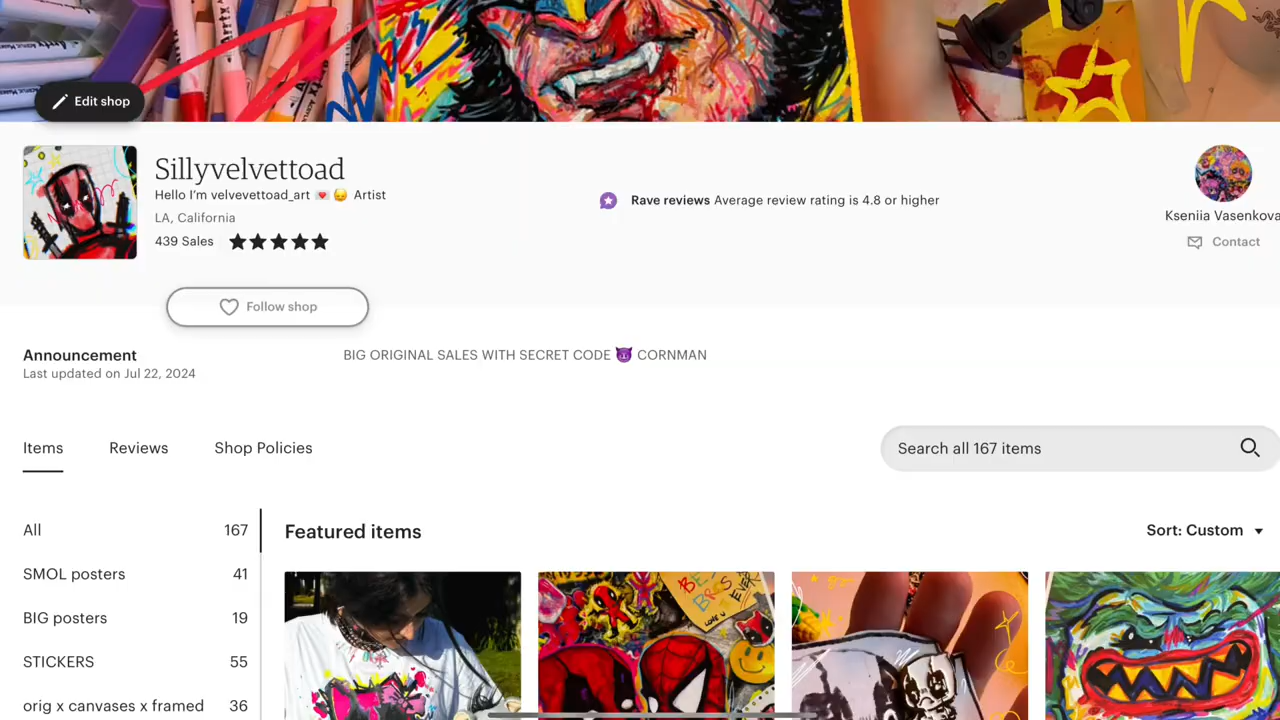 Edit shop
Sillyvelvettoad
Hello I'm velvevettoad_art 💌 😔 Artist
LA, California
439 Sales
Rave reviews Average review rating is 4.8 or higher
Kseniia Vasenkova
Contact
Follow shop
Announcement
Last updated on Jul 22, 2024
BIG ORIGINAL SALES WITH SECRET CODE 😈 CORNMAN
Items
Reviews
Shop Policies
Search all 167 items
All 167
SMOL posters 41
BIG posters 19
STICKERS 55
orig x canvases x framed 36
Featured items
Sort: Custom